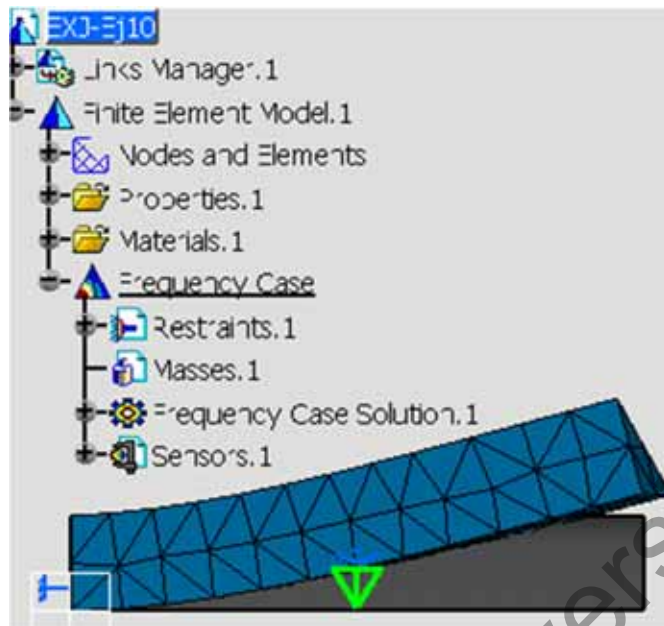 EXJ-Ej10
Links Manager.1
Finite Element Model.1
Nodes and Elements
Properties.1
Materials.1
Frequency Case
Restraints.1
Masses.1
Frequency Case Solution.1
Sensors.1